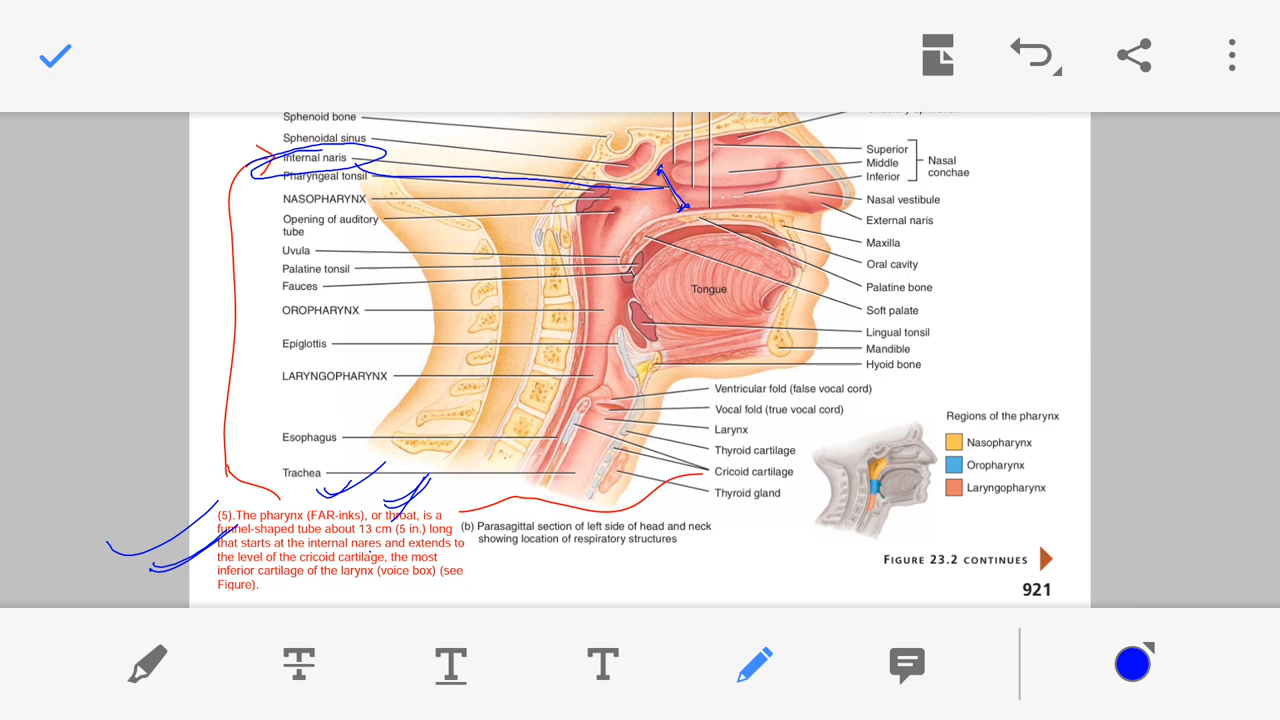 Sphenoid bone
Sphenoidal sinus
Internal naris
Pharyngeal tonsil
NASOPHARYNX
Opening of auditory
tube
Uvula
Palatine tonsil
Fauces
OROPHARYNX
Epiglottis
LARYNGOPHARYNX
Esophagus
Trachea
Superior
Middle
Inferior
Nasal
conchae
Nasal vestibule
External naris
Maxilla
Oral cavity
Palatine bone
Soft palate
Lingual tonsil
Mandible
Hyoid bone
Tongue
Ventricular fold (false vocal cord)
Vocal fold (true vocal cord)
Larynx
Thyroid cartilage
Cricoid cartilage
Thyroid gland
Regions of the pharynx
Nasopharynx
Oropharynx
Laryngopharynx
(5).The pharynx (FAR-inks), or throat, is a
funnel-shaped tube about 13 cm (5 in.) long
that starts at the internal nares and extends to
the level of the cricoid cartilage, the most
inferior cartilage of the larynx (voice box) (see
Figure).
(b) Parasagittal section of left side of head and neck
showing location of respiratory structures
FIGURE 23.2 CONTINUES
921